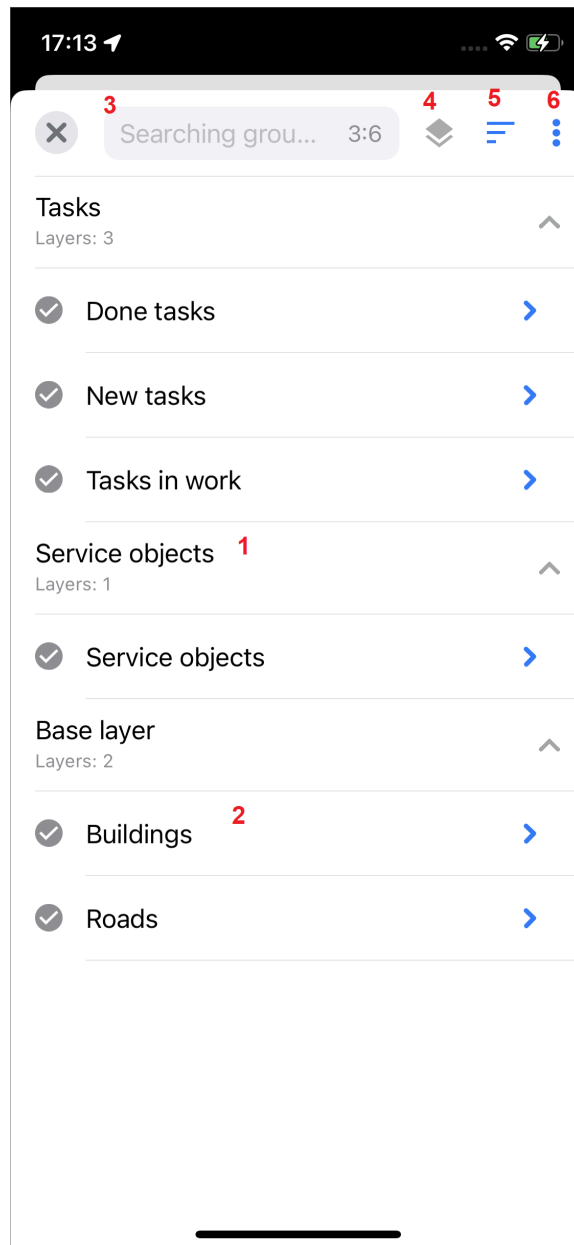 17:13
3 4 5 6
Searching grou... 3:6
Tasks
Layers: 3
Done tasks
New tasks
Tasks in work
Service objects 1
Layers: 1
Service objects
Base layer
Layers: 2
Buildings 2
Roads